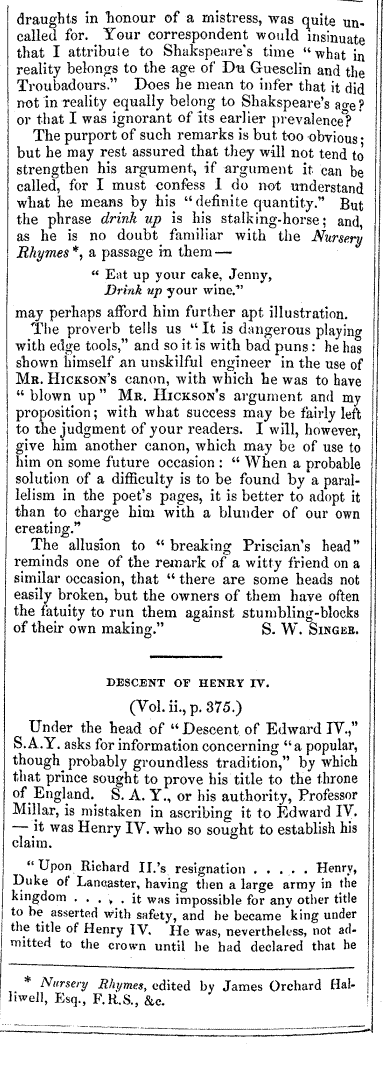 draughts in honour of a mistress, was quite un-
called for. Your correspondent would insinuate
that I attribute to Shakspeare's time "what in
reality belongs to the age of Du Guesclin and the
Troubadours." Does he mean to infer that it did
not in reality equally belong to Shakspeare's age?
or that I was ignorant of its earlier prevalence?
The purport of such remarks is but too obvious;
but he may rest assured that they will not tend to
strengthen his argument, if argument it can be
called, for I must confess I do not understand
what he means by his "definite quantity." But
the phrase drink up is his stalking-horse; and,
as he is no doubt familiar with the Nursery
Rhymes*, a passage in them—
"Eat up your cake, Jenny,
Drink up your wine."
may perhaps afford him further apt illustration.
The proverb tells us "It is dangerous playing
with edge tools," and so it is with bad puns: he has
shown himself an unskilful engineer in the use of
MR. HICKSON'S canon, with which he was to have
"blown up" MR. HICKSON'S argument and my
proposition; with what success may be fairly left
to the judgment of your readers. I will, however,
give him another canon, which may be of use to
him on some future occasion: "When a probable
solution of a difficulty is to be found by a paral-
lelism in the poet's pages, it is better to adopt it
than to charge him with a blunder of our own
creating."
The allusion to "breaking Priscian's head"
reminds one of the remark of a witty friend on a
similar occasion, that "there are some heads not
easily broken, but the owners of them have often
the fatuity to run them against stumbling-blocks
of their own making." S. W. SINGER.
DESCENT OF HENRY IV.
(Vol. ii., p. 375.)
Under the head of "Descent of Edward IV.,"
S.A.Y. asks for information concerning "a popular,
though probably groundless tradition," by which
that prince sought to prove his title to the throne
of England. S. A. Y., or his authority, Professor
Millar, is mistaken in ascribing it to Edward IV.
— it was Henry IV. who so sought to establish his
claim.
"Upon Richard II.'s resignation . . . . . Henry,
Duke of Lancaster, having then a large army in the
kingdom . . . . . it was impossible for any other title
to be asserted with safety, and he became king under
the title of Henry IV. He was, nevertheless, not ad-
mitted to the crown until he had declared that he
* Nursery Rhymes, edited by James Orchard Hal-
liwell, Esq., F.R.S., &c.